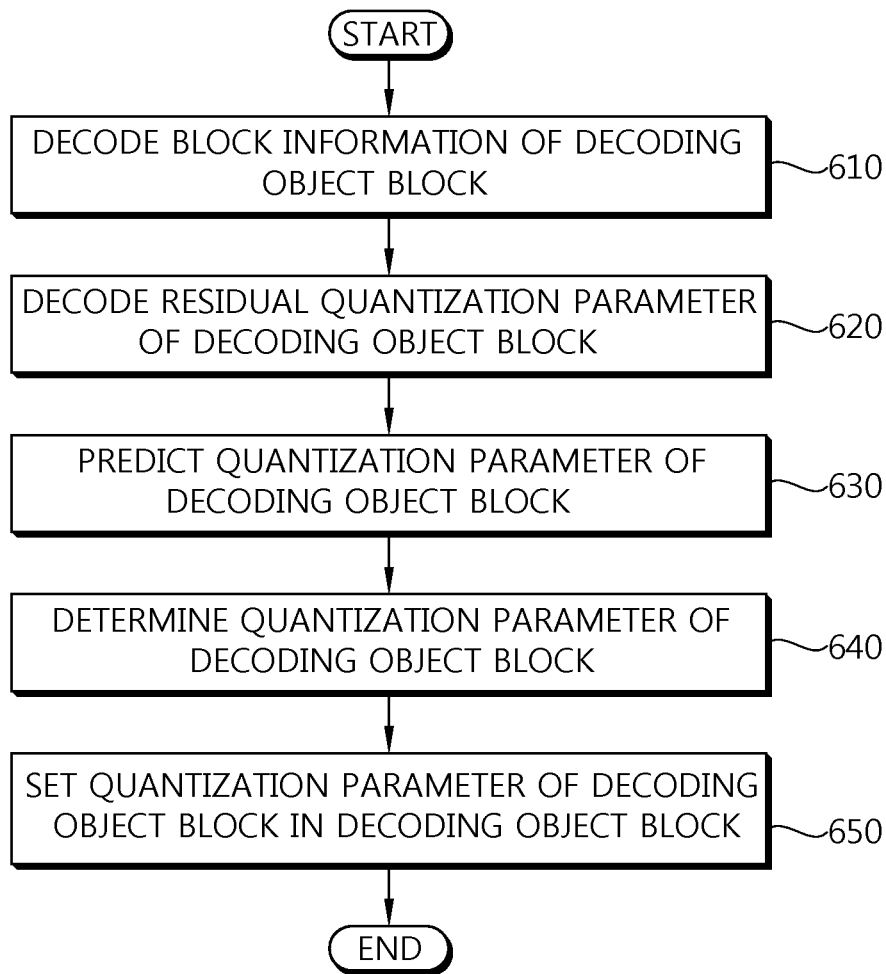 START
DECODE BLOCK INFORMATION OF DECODING
OBJECT BLOCK
610
DECODE RESIDUAL QUANTIZATION PARAMETER
OF DECODING OBJECT BLOCK
620
PREDICT QUANTIZATION PARAMETER OF
DECODING OBJECT BLOCK
630
DETERMINE QUANTIZATION PARAMETER OF
DECODING OBJECT BLOCK
640
SET QUANTIZATION PARAMETER OF DECODING
OBJECT BLOCK IN DECODING OBJECT BLOCK
650
END